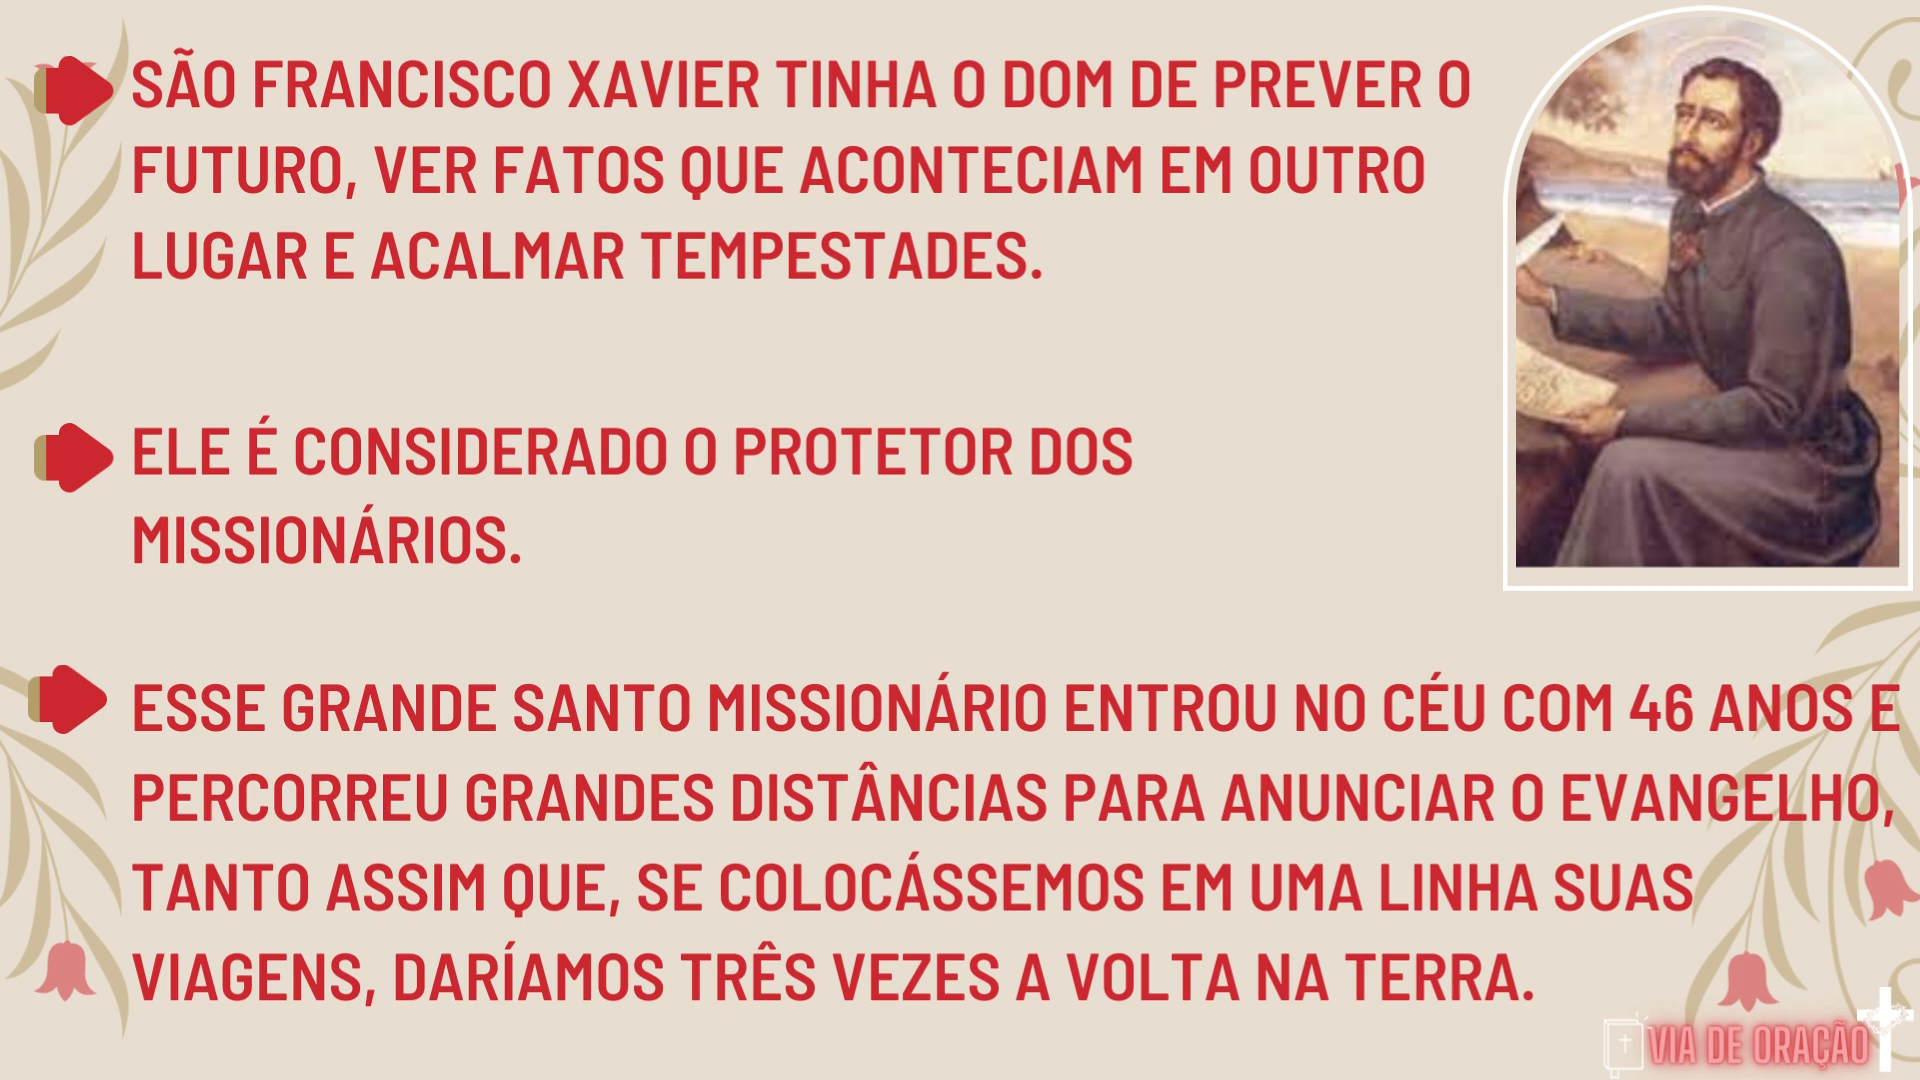 SÃO FRANCISCO XAVIER TINHA O DOM DE PREVER O
FUTURO, VER FATOS QUE ACONTECIAM EM OUTRO
LUGAR E ACALMAR TEMPESTADES.
ELE É CONSIDERADO O PROTETOR DOS
MISSIONÁRIOS.
ESSE GRANDE SANTO MISSIONÁRIO ENTROU NO CÉU COM 46 ANOS E
PERCORREU GRANDES DISTÂNCIAS PARA ANUNCIAR O EVANGELHO,
TANTO ASSIM QUE, SE COLOCÁSSEMOS EM UMA LINHA SUAS
VIAGENS, DARÍAMOS TRÊS VEZES A VOLTA NA TERRA.
VIA DE ORAÇÃO